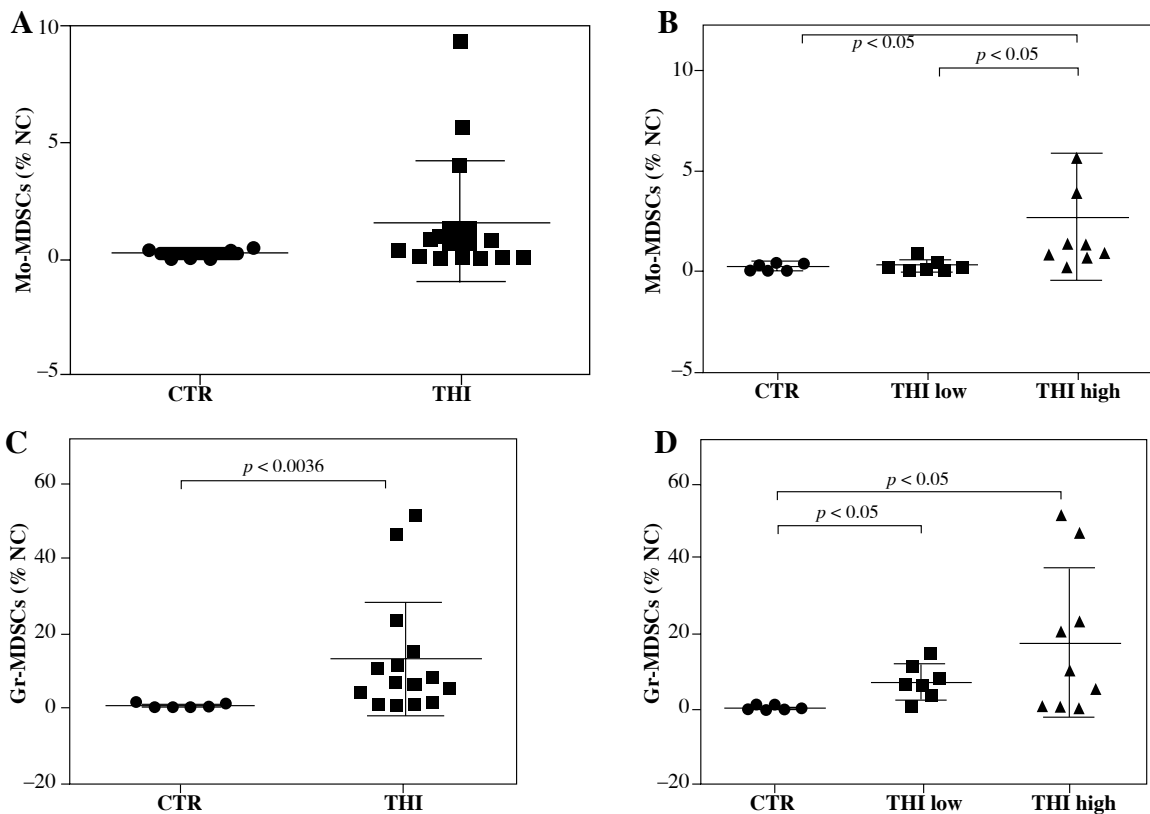 A
Mo-MDSCs (% NC)
10
5
0
−5
CTR
THI
B
Mo-MDSCs (% NC)
p < 0.05
p < 0.05
10
5
0
−5
CTR
THI low
THI high
C
Gr-MDSCs (% NC)
p < 0.0036
60
40
20
0
−20
CTR
THI
D
Gr-MDSCs (% NC)
p < 0.05
p < 0.05
60
40
20
0
−20
CTR
THI low
THI high